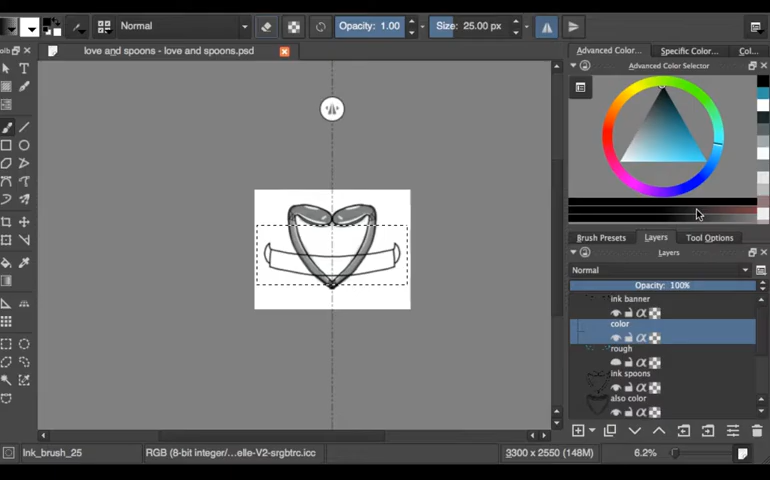 Normal
Opacity: 1.00
Size: 25.00 px
love and spoons - love and spoons.psd
Advanced Color...
Specific Color...
Col...
Advanced Color Selector
Brush Presets
Layers
Tool Options
Layers
Normal
Opacity: 100%
ink banner
color
rough
ink spoons
also color
Ink_brush_25
RGB (8-bit integer/...elle-V2-srgbtrc.icc
3300 x 2550 (148M)
6.2%